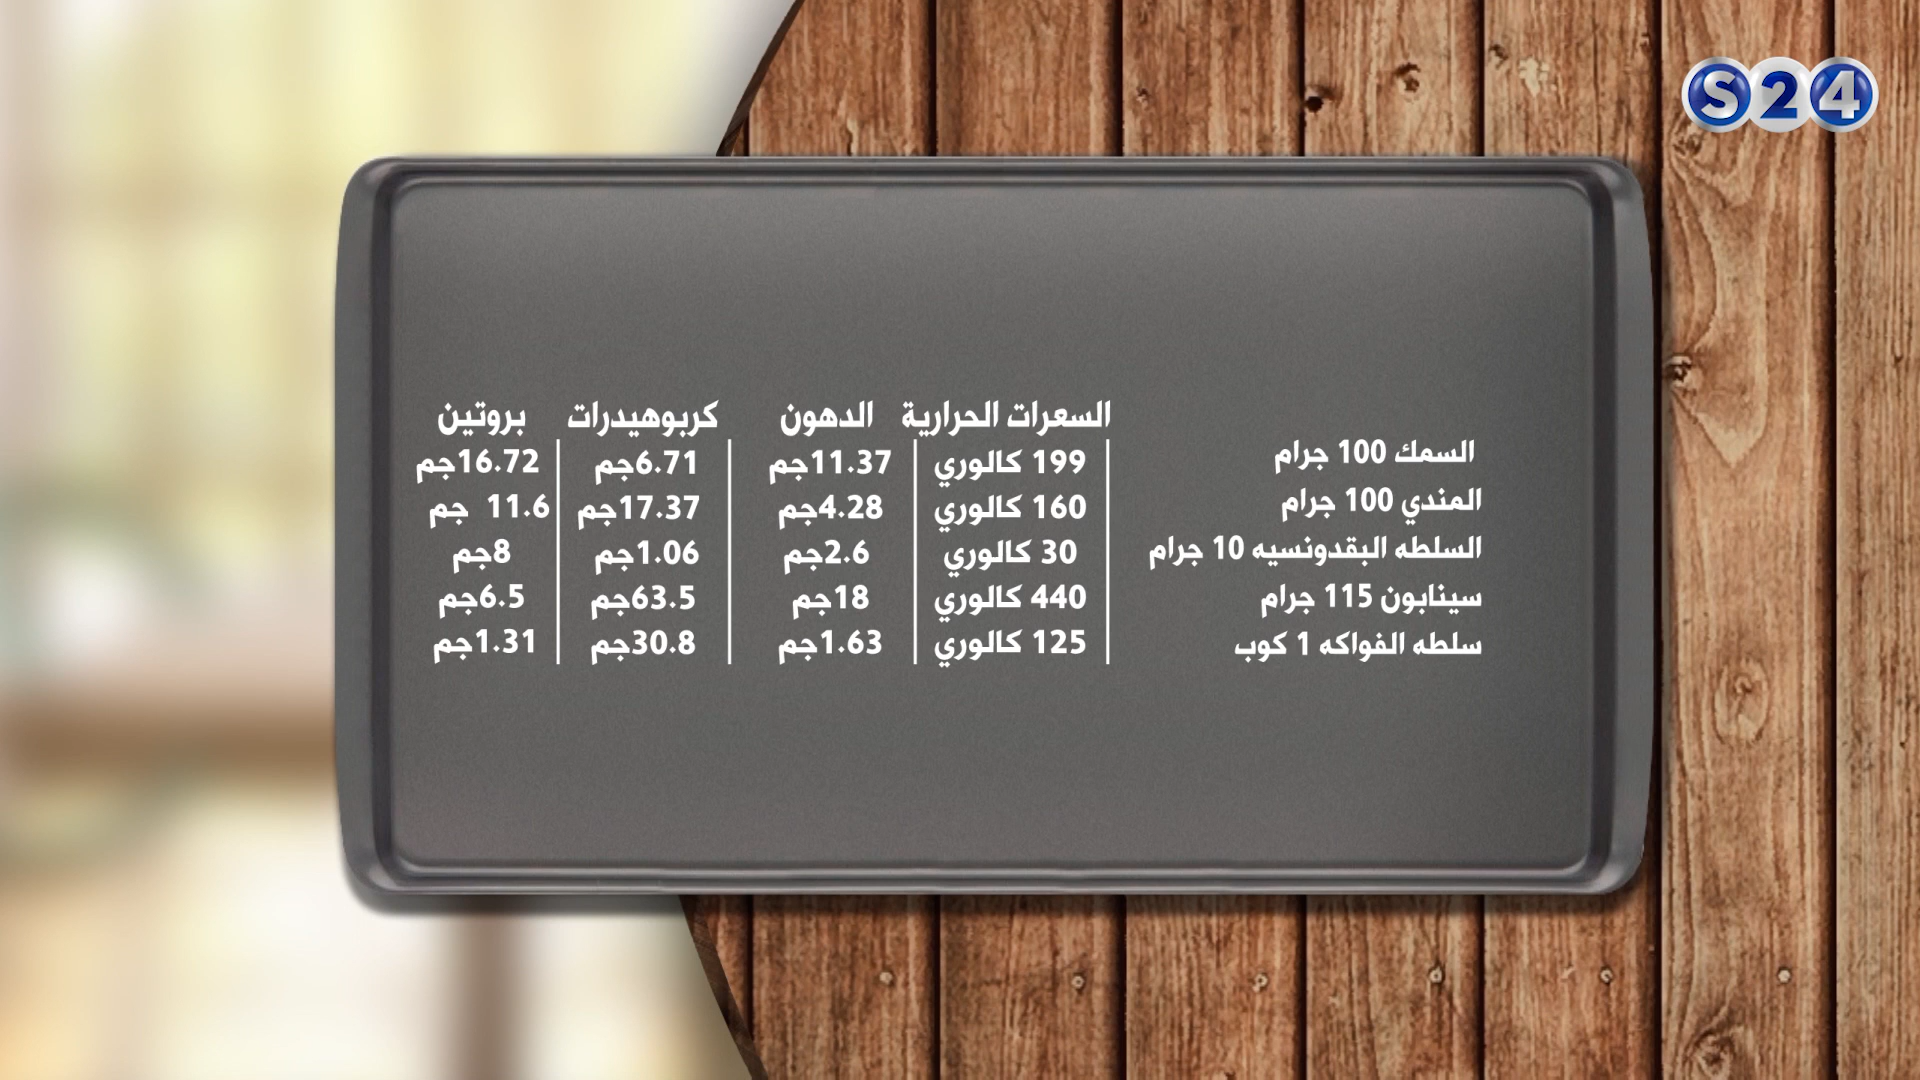 S24
السعرات الحرارية الدهون كربوهيدرات بروتين
السمك 100 جرام 199 كالوري 11.37جم 6.71جم 16.72جم
المندي 100 جرام 160 كالوري 4.28جم 17.37جم 11.6 جم
السلطه البقدونسيه 10 جرام 30 كالوري 2.6جم 1.06جم 8جم
سينابون 115 جرام 440 كالوري 18جم 63.5جم 6.5جم
سلطه الفواكه 1 كوب 125 كالوري 1.63جم 30.8جم 1.31جم